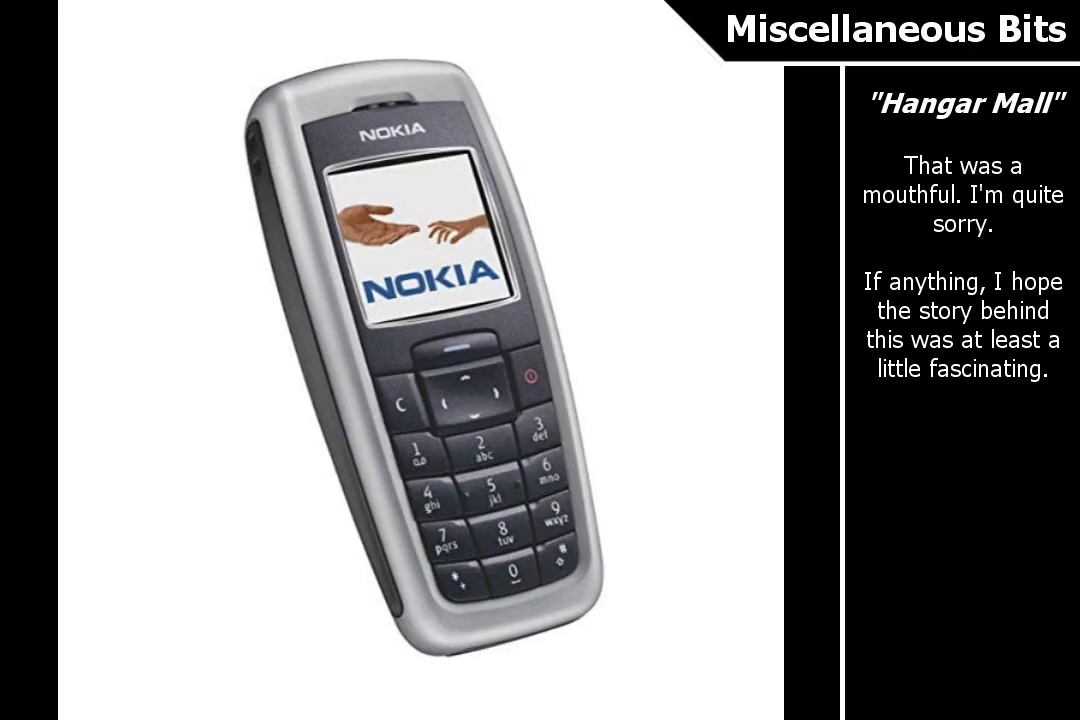 Miscellaneous Bits
"Hangar Mall"
That was a
mouthful. I'm quite
sorry.
If anything, I hope
the story behind
this was at least a
little fascinating.
NOKIA
NOKIA
C
1
2
abc
3
def
4
ghi
5
jkl
6
mno
7
pqrs
8
tuv
9
wxyz
*
+
0
#